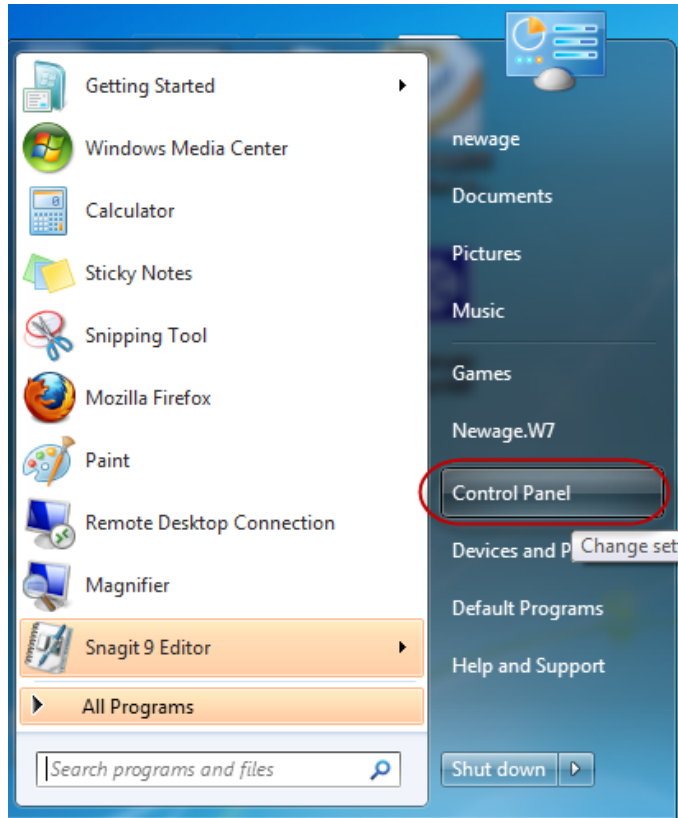 Getting Started
Windows Media Center
Calculator
Sticky Notes
Snipping Tool
Mozilla Firefox
Paint
Remote Desktop Connection
Magnifier
Snagit 9 Editor
All Programs
Search programs and files
newage
Documents
Pictures
Music
Games
Newage.W7
Control Panel
Devices and P
Change set
Default Programs
Help and Support
Shut down